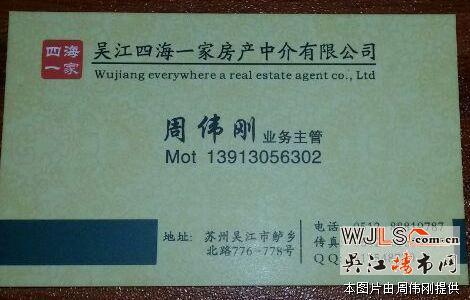 四海
一家
吴江四海一家房产中介有限公司
Wujiang everywhere a real estate agent co., Ltd
周伟刚 业务主管
Mot 13913056302
地址: 苏州吴江市鲈乡
北路776-778号
电话
传真
QQ
WJLS.com.cn
吴江楼市网
本图片由周伟刚提供